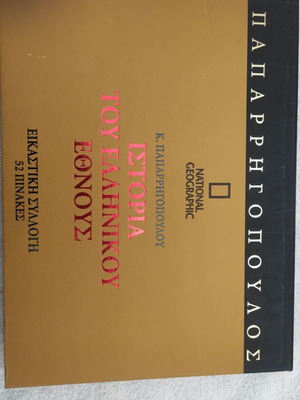 ΠΑΠΑΡΡΗΓΟΠΟΥΛΟΣ
NATIONAL
GEOGRAPHIC
Κ. ΠΑΠΑΡΡΗΓΟΠΟΥΛΟΥ
ΙΣΤΟΡΙΑ
ΤΟΥ ΕΛΛΗΝΙΚΟΥ
ΕΘΝΟΥΣ
ΕΙΚΑΣΤΙΚΗ ΣΥΛΛΟΓΗ
52 ΠΙΝΑΚΕΣ